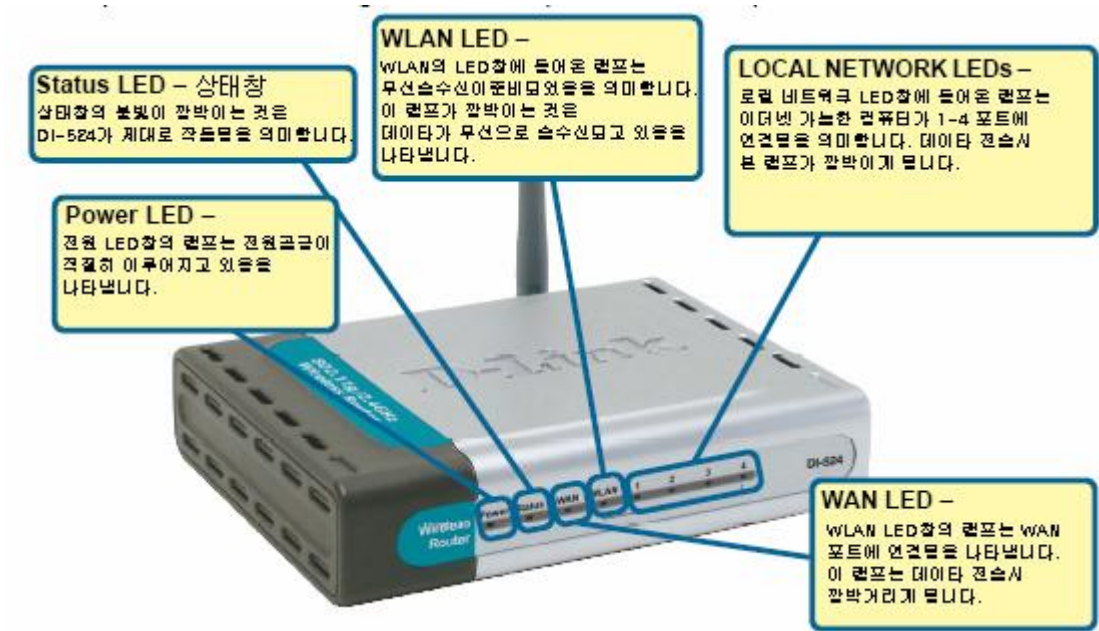 Status LED – 상태창
상태창의 불빛이 깜박이는 것은
DI-524가 제대로 작동됨을 의미합니다.
WLAN LED –
WLAN의 LED창에 들어온 램프는
무선송수신이준비되었음을 의미합니다.
이 램프가 깜박이는 것은
데이타가 무선으로 송수신되고 있음을
나타냅니다.
LOCAL NETWORK LEDs –
로컬 네트워크 LED창에 들어온 램프는
이더넷 가능한 컴퓨터가 1-4 포트에
연결됨을 의미합니다. 데이타 전송시
본 램프가 깜박이게 됩니다.
Power LED –
전원 LED창의 램프는 전원공급이
적절히 이루어지고 있음을
나타냅니다.
D-Link
802.11g/2.4GHz
Wireless Router
Wireless
Router
Power
Status
WAN
WLAN
1 2 3 4
DI-524
WAN LED –
WLAN LED창의 램프는 WAN
포트에 연결됨을 나타냅니다.
이 램프는 데이타 전송시
깜박거리게 됩니다.